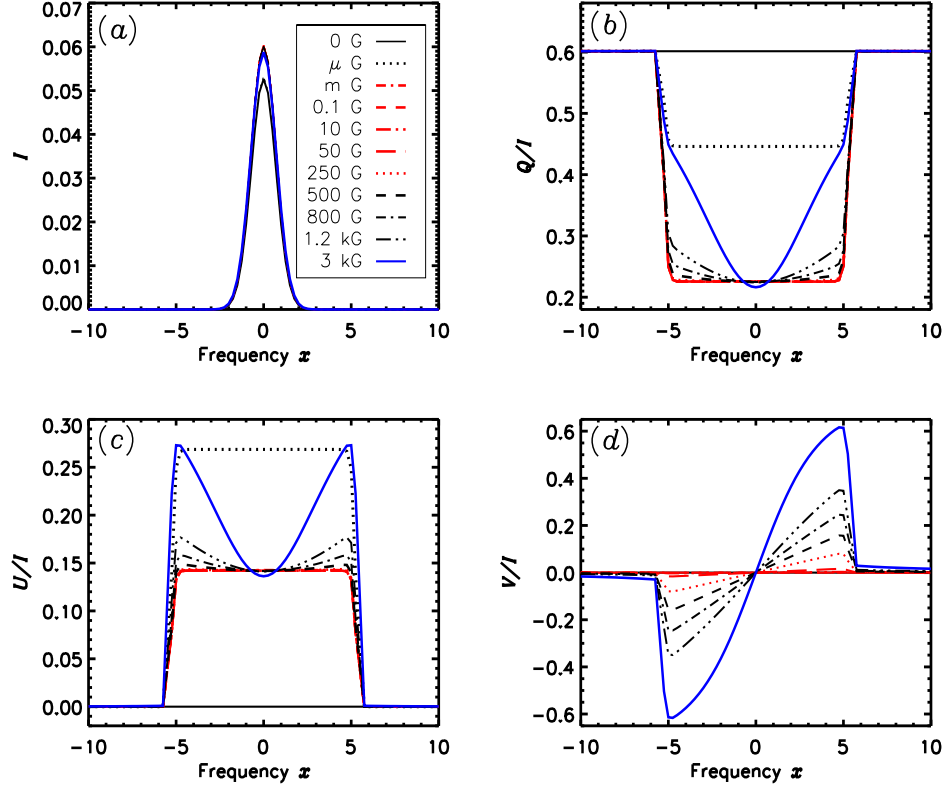 (a)
0.06
0.05
0.04
0.03
0.02
0.01
0.00
I
-10 -5 0 5 10
Frequency x
0 G
μ G
m G
0.1 G
10 G
50 G
250 G
500 G
800 G
1.2 kG
3 kG
(b)
0.6
0.5
0.4
0.3
0.2
Q/I
-10 -5 0 5 10
Frequency x
(c)
0.30
0.25
0.20
0.15
0.10
0.05
0.00
U/I
-10 -5 0 5 10
Frequency x
(d)
0.6
0.4
0.2
0.0
-0.2
-0.4
-0.6
V/I
-10 -5 0 5 10
Frequency x